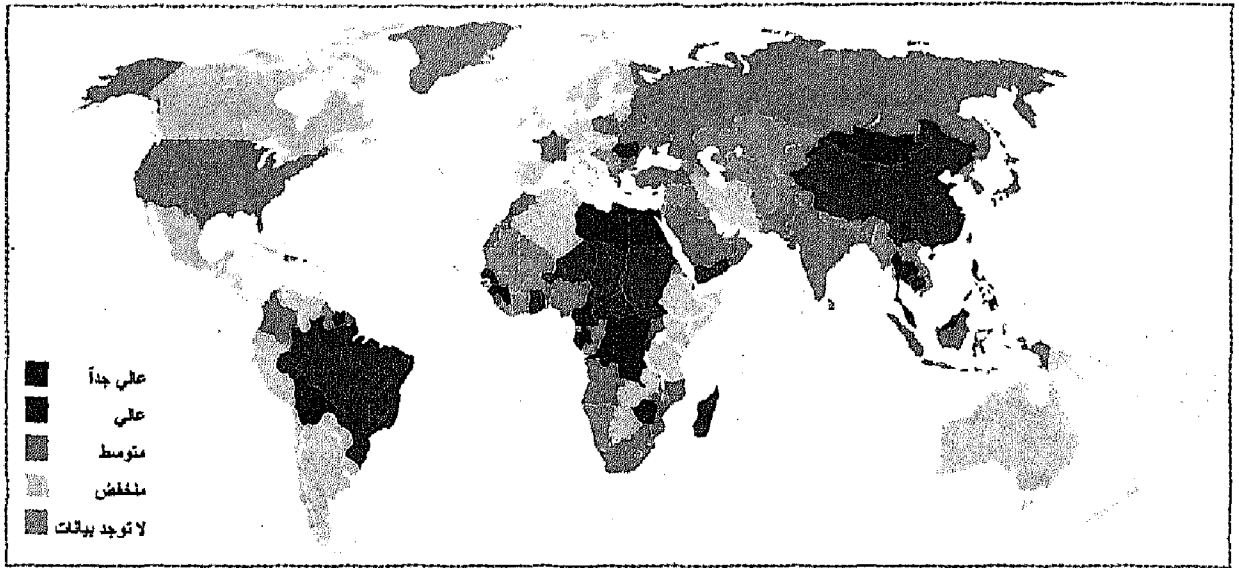 عالي جداً
عالي
متوسط
منخفض
لا توجد بيانات